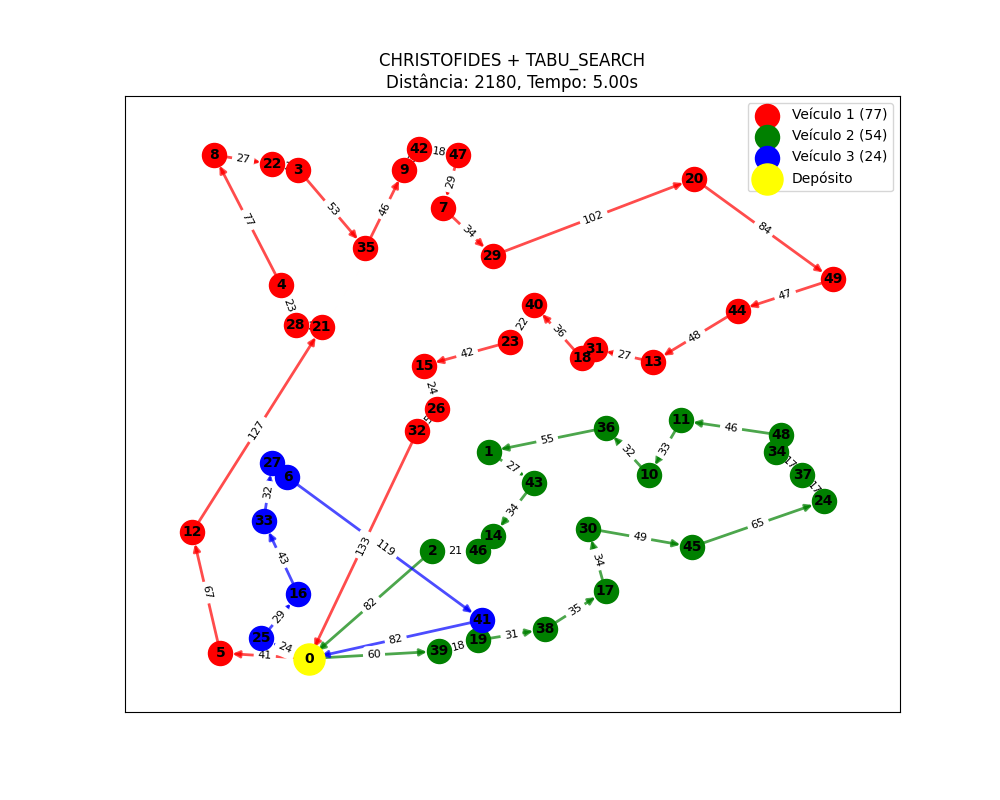 CHRISTOFIDES + TABU_SEARCH
Distância: 2180, Tempo: 5.00s
Veículo 1 (77)
Veículo 2 (54)
Veículo 3 (24)
Depósito
42 18 47
8 27 22 3 9
29
20
53 46 7
77 34 102 84
35 29
4 49
23 40 47 44
28 21 22 36 48
23 31 27 13
15 42 18
24
26 11 46 48
127 32 36 33 34
1 55 32 17
27 6 27 10 37
32 43 17 24
33 34 65
12 119 133 14 30 49 45
43 2 21 46 34
16 82 17
67 29 41 35
25 82 19 31 38
5 41 24 0 60 39 18